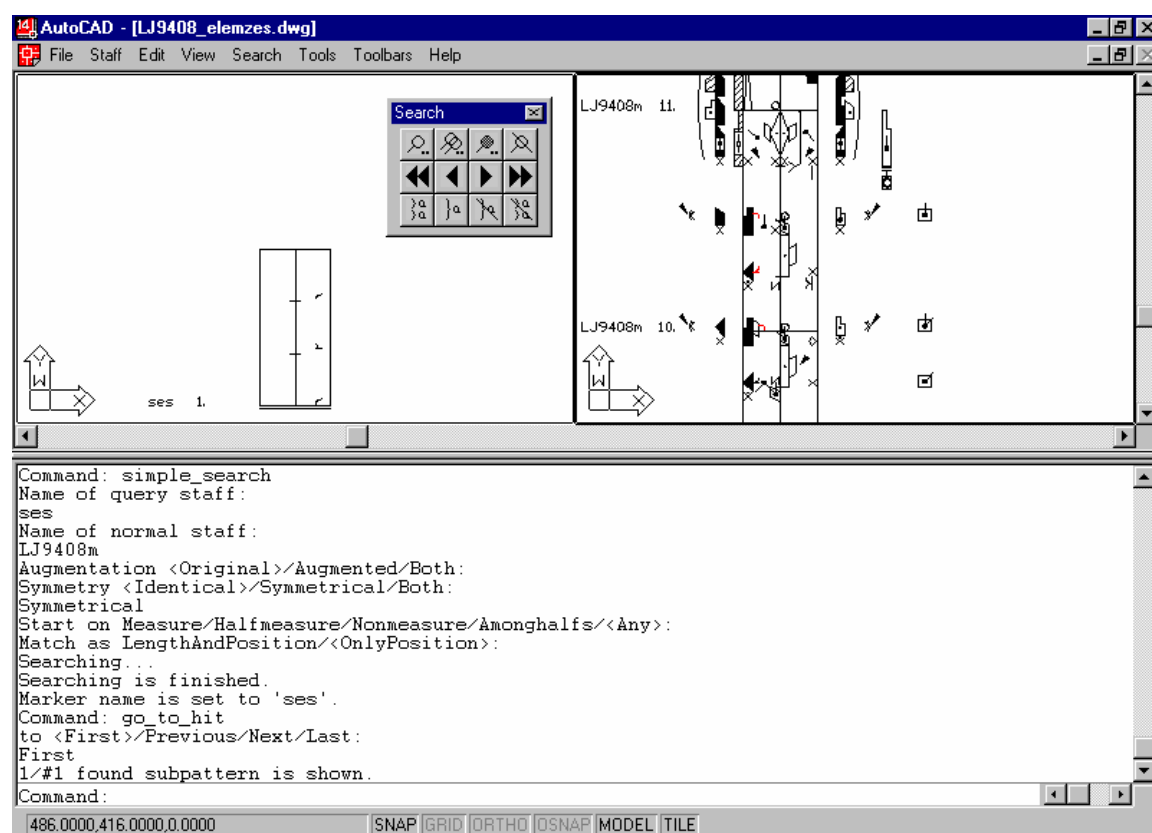 AutoCAD - [LJ9408_elemzes.dwg]
File Staff Edit View Search Tools Toolbars Help
Search
LJ9408m 11.
LJ9408m 10.
Y
W
X
ses 1.
Y
W
X
Command: simple_search
Name of query staff:
ses
Name of normal staff:
LJ9408m
Augmentation <Original>/Augmented/Both:
Symmetry <Identical>/Symmetrical/Both:
Symmetrical
Start on Measure/Halfmeasure/Nonmeasure/Amonghalfs/<Any>:
Match as LengthAndPosition/<OnlyPosition>:
Searching...
Searching is finished.
Marker name is set to 'ses'.
Command: go_to_hit
to <First>/Previous/Next/Last:
First
1/#1 found subpattern is shown.
Command:
486.0000,416.0000,0.0000 SNAP GRID ORTHO OSNAP MODEL TILE